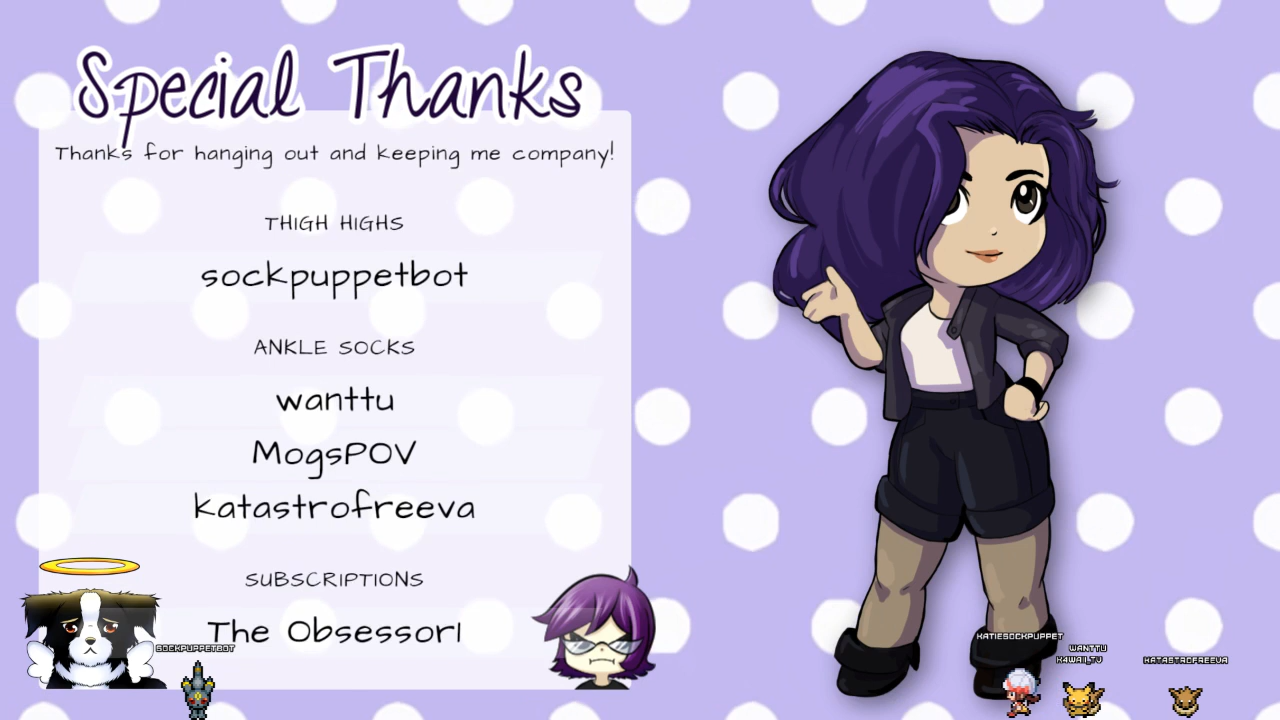 Special Thanks
Thanks for hanging out and keeping me company!
THIGH HIGHS
sockpuppetbot
ANKLE SOCKS
wanttu
MogsPOV
katastrofreeva
SUBSCRIPTIONS
The Obsessor1
SOCKPUPPETBOT
KATIESOCKPUPPET
WANTTU
K4WAII_TV
KATASTROFREEVA